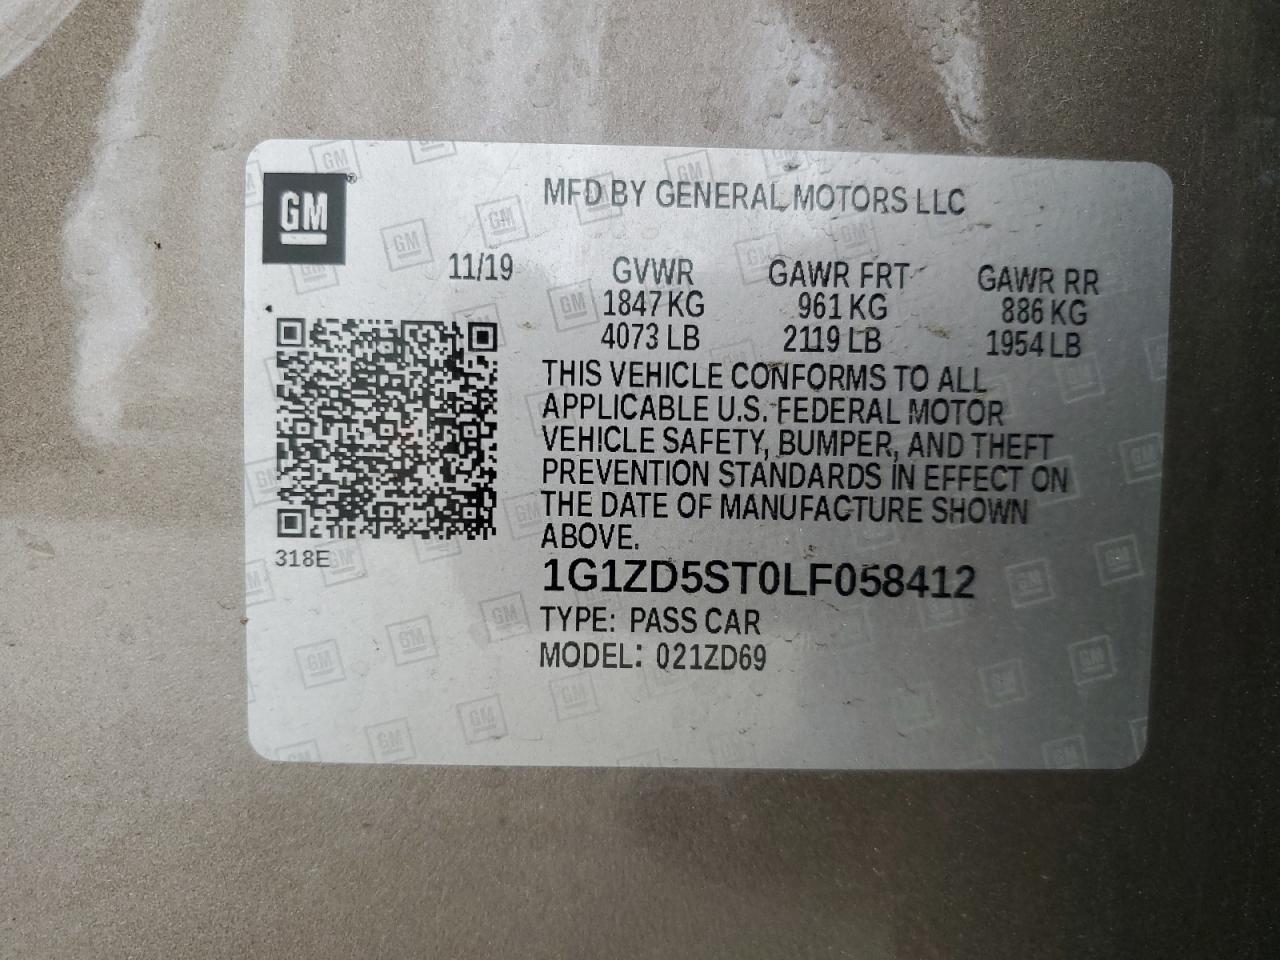 GM®
MFD BY GENERAL MOTORS LLC
11/19 GVWR GAWR FRT GAWR RR
1847 KG 961 KG 886 KG
4073 LB 2119 LB 1954 LB
THIS VEHICLE CONFORMS TO ALL
APPLICABLE U.S. FEDERAL MOTOR
VEHICLE SAFETY, BUMPER, AND THEFT
PREVENTION STANDARDS IN EFFECT ON
THE DATE OF MANUFACTURE SHOWN
ABOVE.
318E
1G1ZD5ST0LF058412
TYPE: PASS CAR
MODEL: 021ZD69